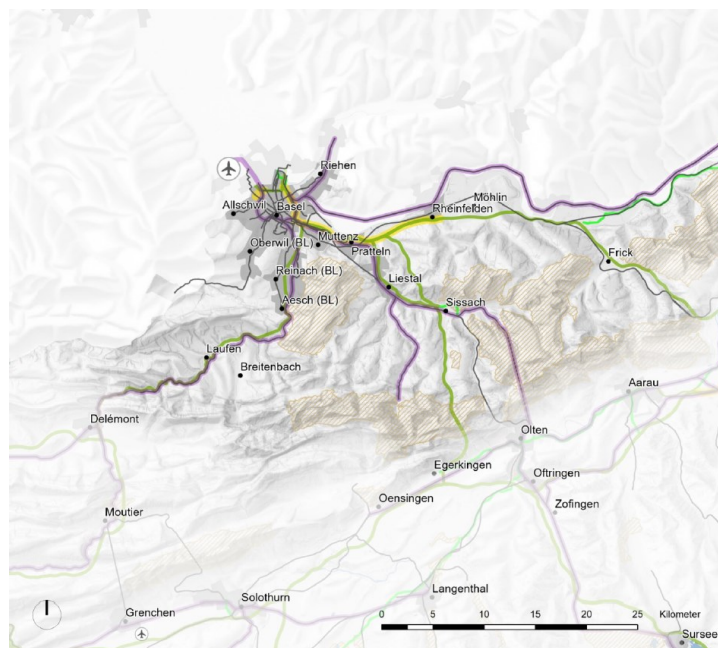 Riehen
Möhlin
Allschwil
Basel
Rheinfelden
Muttenz
Oberwil (BL)
Pratteln
Frick
Reinach (BL)
Liestal
Aesch (BL)
Sissach
Laufen
Breitenbach
Aarau
Delémont
Olten
Egerkingen
Oftringen
Oensingen
Zofingen
Moutier
Langenthal
Solothurn
Grenchen
0 5 10 15 20 25 Kilometer
Sursee